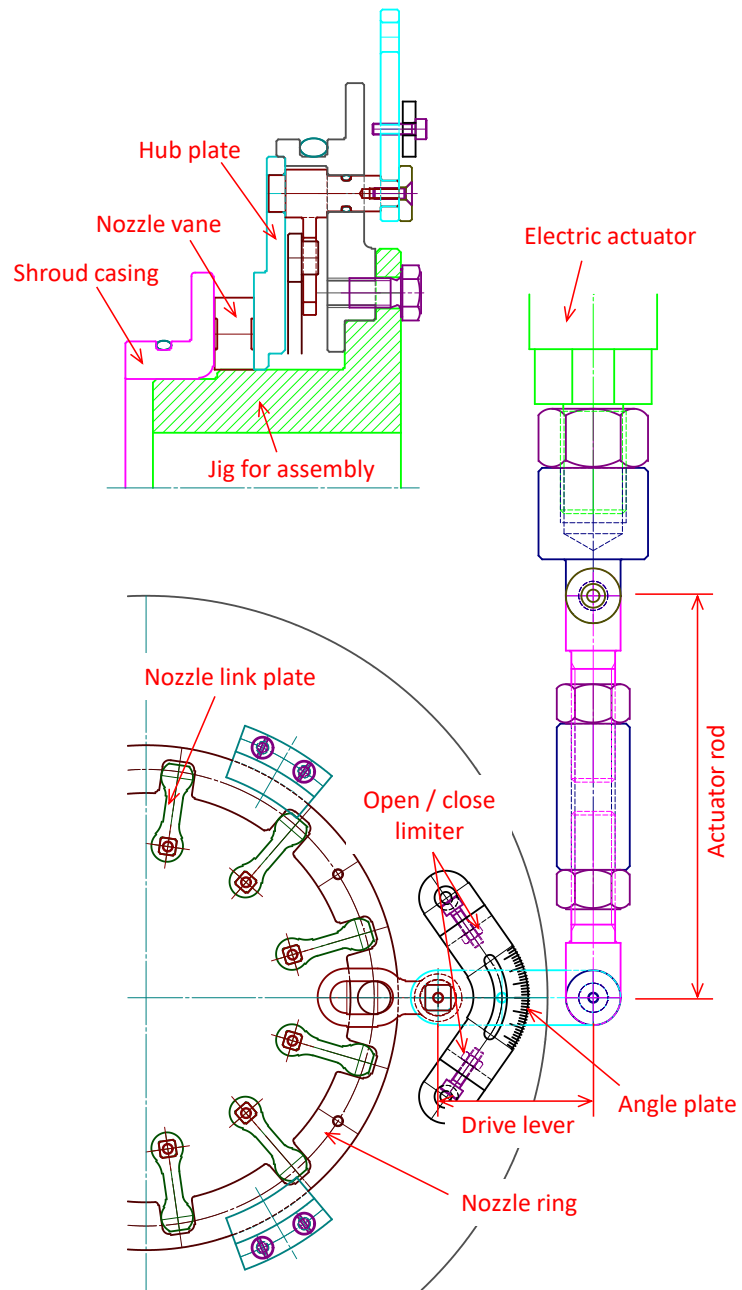 Hub plate
Nozzle vane
Shroud casing
Electric actuator
Jig for assembly
Nozzle link plate
Open / close
limiter
Actuator rod
Angle plate
Drive lever
Nozzle ring